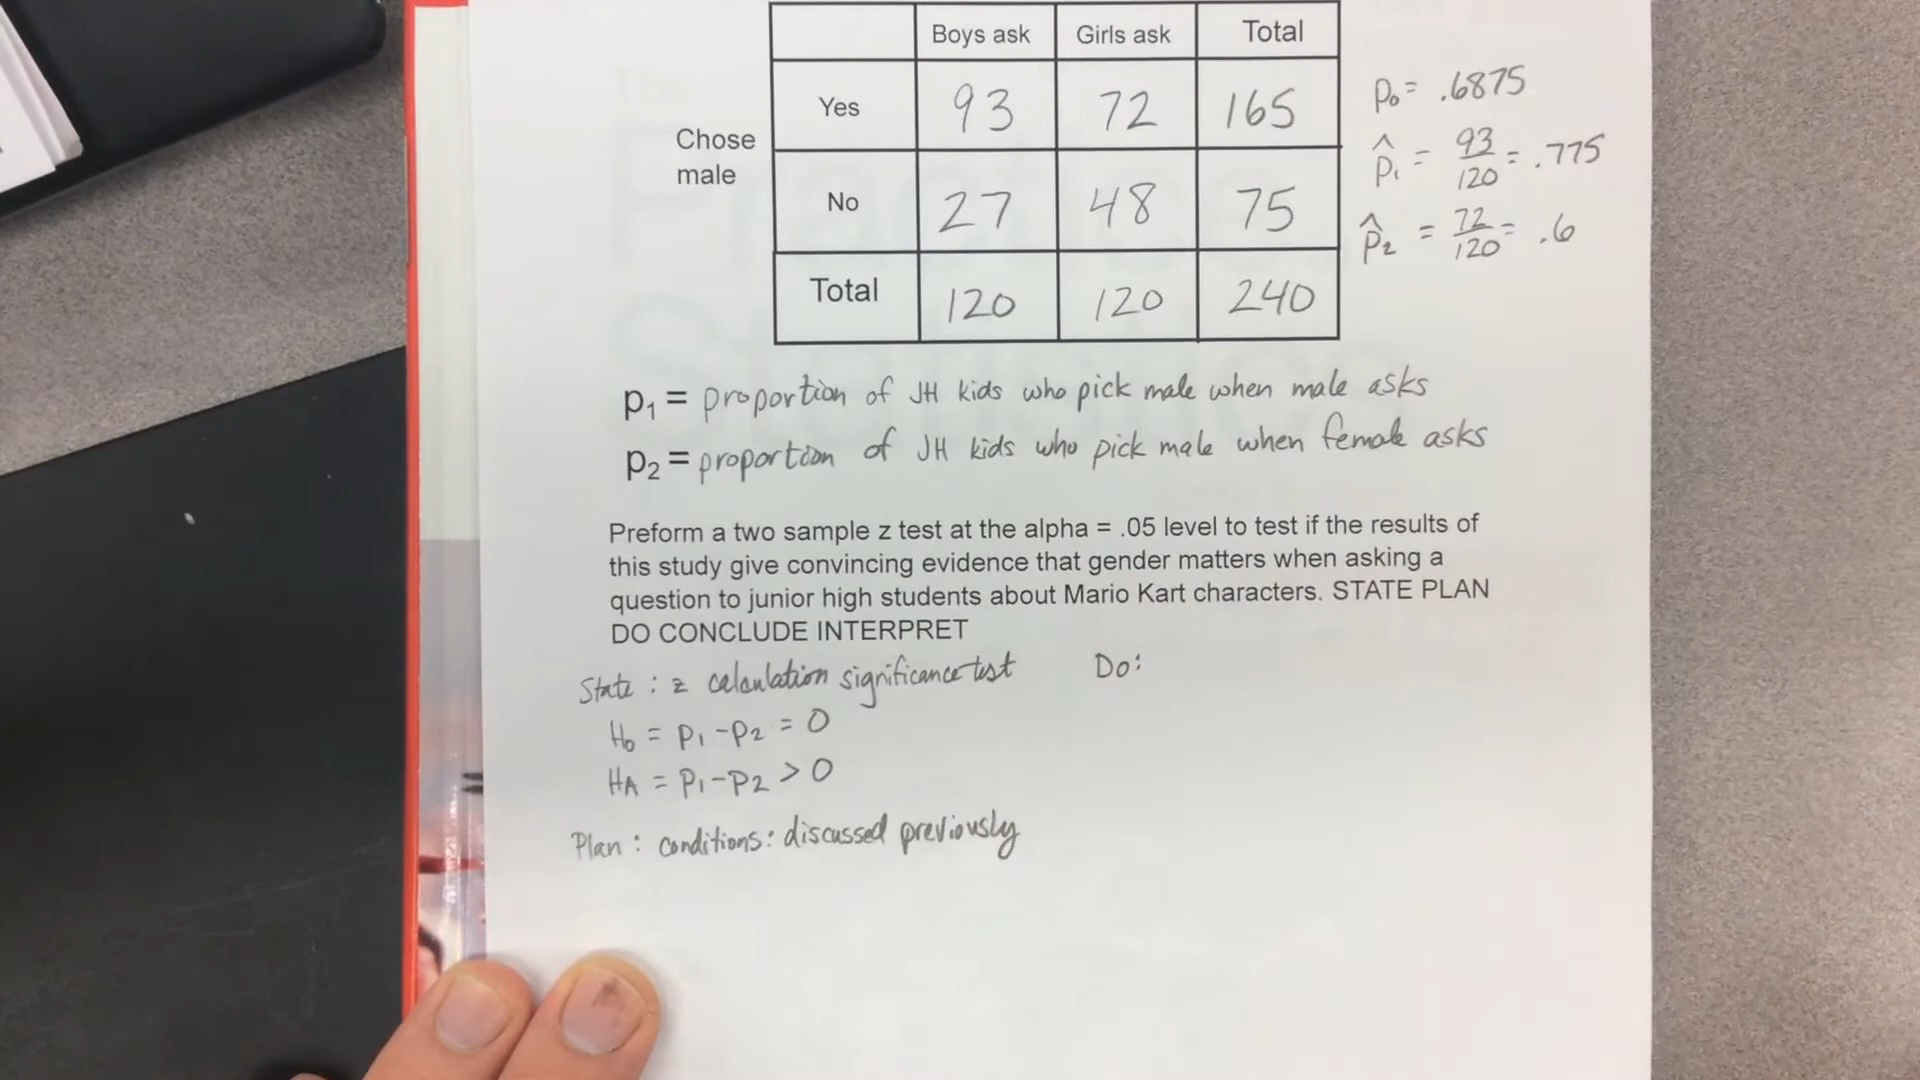 Boys ask Girls ask Total
Yes 93 72 165
Chose male
No 27 48 75
Total 120 120 240
p₀ = .6875
p̂₁ = 93/120 = .775
p̂₂ = 72/120 = .6
p₁ = proportion of JH kids who pick male when male asks
p₂ = proportion of JH kids who pick male when female asks
Preform a two sample z test at the alpha = .05 level to test if the results of
this study give convincing evidence that gender matters when asking a
question to junior high students about Mario Kart characters. STATE PLAN
DO CONCLUDE INTERPRET
State : z calculation significance test
H₀ = p₁ - p₂ = 0
HA = p₁ - p₂ > 0
Plan : conditions: discussed previously
Do: